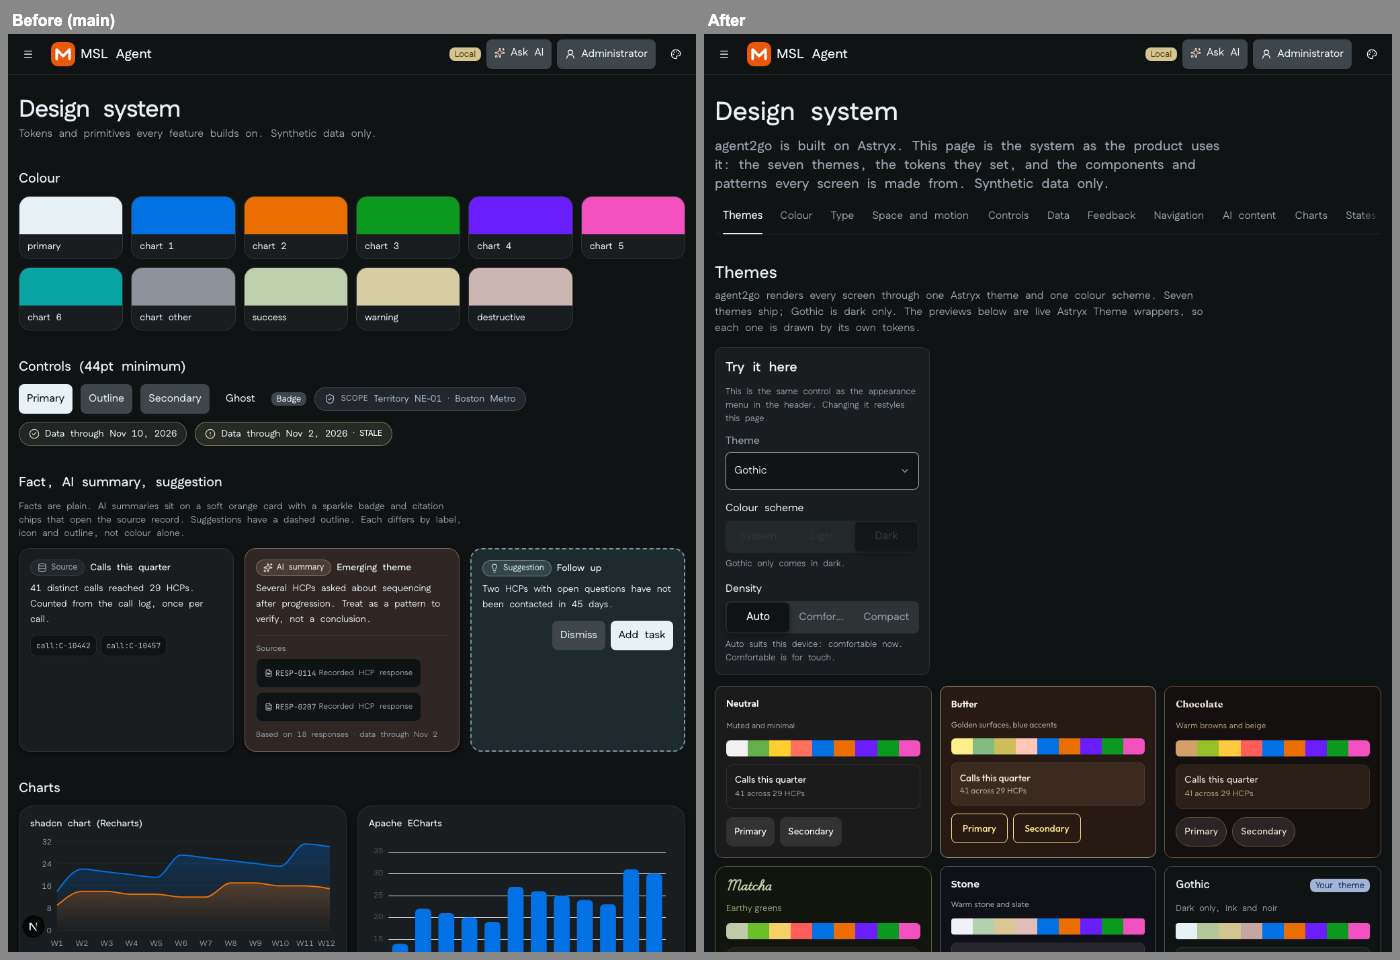 Before (main)
MSL Agent
Local
Ask AI
Administrator
Design system
Tokens and primitives every feature builds on. Synthetic data only.
Colour
primary
chart 1
chart 2
chart 3
chart 4
chart 5
chart 6
chart other
success
warning
destructive
Controls (44pt minimum)
Primary
Outline
Secondary
Ghost
Badge
SCOPE Territory NE-01 · Boston Metro
Data through Nov 10, 2026
Data through Nov 2, 2026 · STALE
Fact, AI summary, suggestion
Facts are plain. AI summaries sit on a soft orange card with a sparkle badge and citation
chips that open the source record. Suggestions have a dashed outline. Each differs by label,
icon and outline, not colour alone.
Source
Calls this quarter
41 distinct calls reached 29 HCPs.
Counted from the call log, once per
call.
call:C-10442
call:C-10457
AI summary
Emerging theme
Several HCPs asked about sequencing
after progression. Treat as a pattern to
verify, not a conclusion.
Sources
RESP-0114 Recorded HCP response
RESP-0207 Recorded HCP response
Based on 18 responses · data through Nov 2
Suggestion
Follow up
Two HCPs with open questions have not
been contacted in 45 days.
Dismiss
Add task
Charts
shadcn chart (Recharts)
32
24
16
8
0
W1 W2 W3 W4 W5 W6 W7 W8 W9 W10 W11 W12
N
Apache ECharts
35
30
25
20
15
After
MSL Agent
Local
Ask AI
Administrator
Design system
agent2go is built on Astryx. This page is the system as the product uses
it: the seven themes, the tokens they set, and the components and
patterns every screen is made from. Synthetic data only.
Themes
Colour
Type
Space and motion
Controls
Data
Feedback
Navigation
AI content
Charts
States
Themes
agent2go renders every screen through one Astryx theme and one colour scheme. Seven
themes ship; Gothic is dark only. The previews below are live Astryx Theme wrappers, so
each one is drawn by its own tokens.
Try it here
This is the same control as the appearance
menu in the header. Changing it restyles
this page
Theme
Gothic
Colour scheme
System
Light
Dark
Gothic only comes in dark.
Density
Auto
Comfor...
Compact
Auto suits this device: comfortable now.
Comfortable is for touch.
Neutral
Muted and minimal
Calls this quarter
41 across 29 HCPs
Primary
Secondary
Butter
Golden surfaces, blue accents
Calls this quarter
41 across 29 HCPs
Primary
Secondary
Chocolate
Warm browns and beige
Calls this quarter
41 across 29 HCPs
Primary
Secondary
Matcha
Earthy greens
Stone
Warm stone and slate
Gothic
Your theme
Dark only, ink and noir